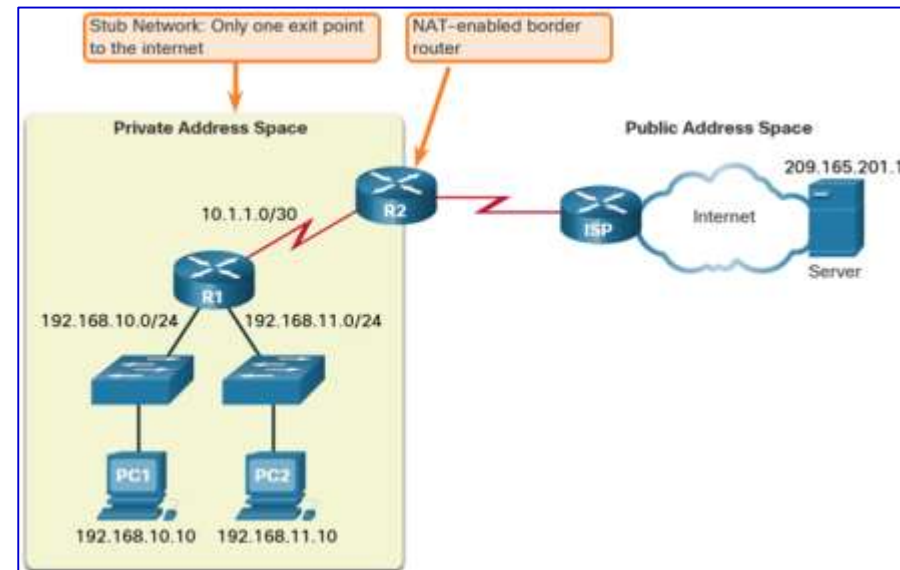 Stub Network: Only one exit point
to the internet
NAT-enabled border
router
Private Address Space
Public Address Space
209.165.201.1
10.1.1.0/30
R2
ISP
Internet
Server
R1
192.168.10.0/24
192.168.11.0/24
PC1
PC2
192.168.10.10
192.168.11.10